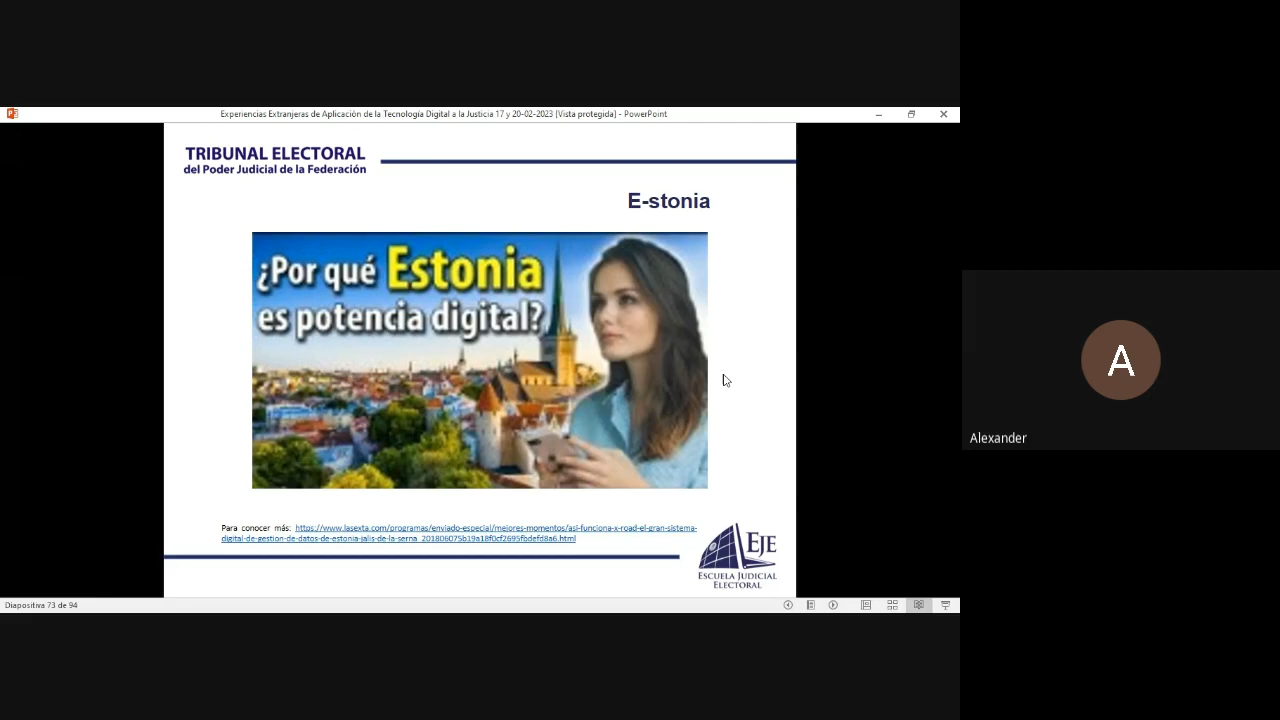 Experiencias Extranjeras de Aplicación de la Tecnología Digital a la Justicia 17 y 20-02-2023 [Vista protegida] - PowerPoint
TRIBUNAL ELECTORAL
del Poder Judicial de la Federación
E-stonia
¿Por qué Estonia
es potencia digital?
A
Alexander
Para conocer más: https://www.lasexta.com/programas/enviado-especial/mejores-momentos/asi-funciona-x-road-el-gran-sistema-
digital-de-gestion-de-datos-de-estonia-jalis-de-la-serna_201806075b19a18f0cf2695fbdefd8a6.html
EJE
ESCUELA JUDICIAL
ELECTORAL
Diapositiva 73 de 94